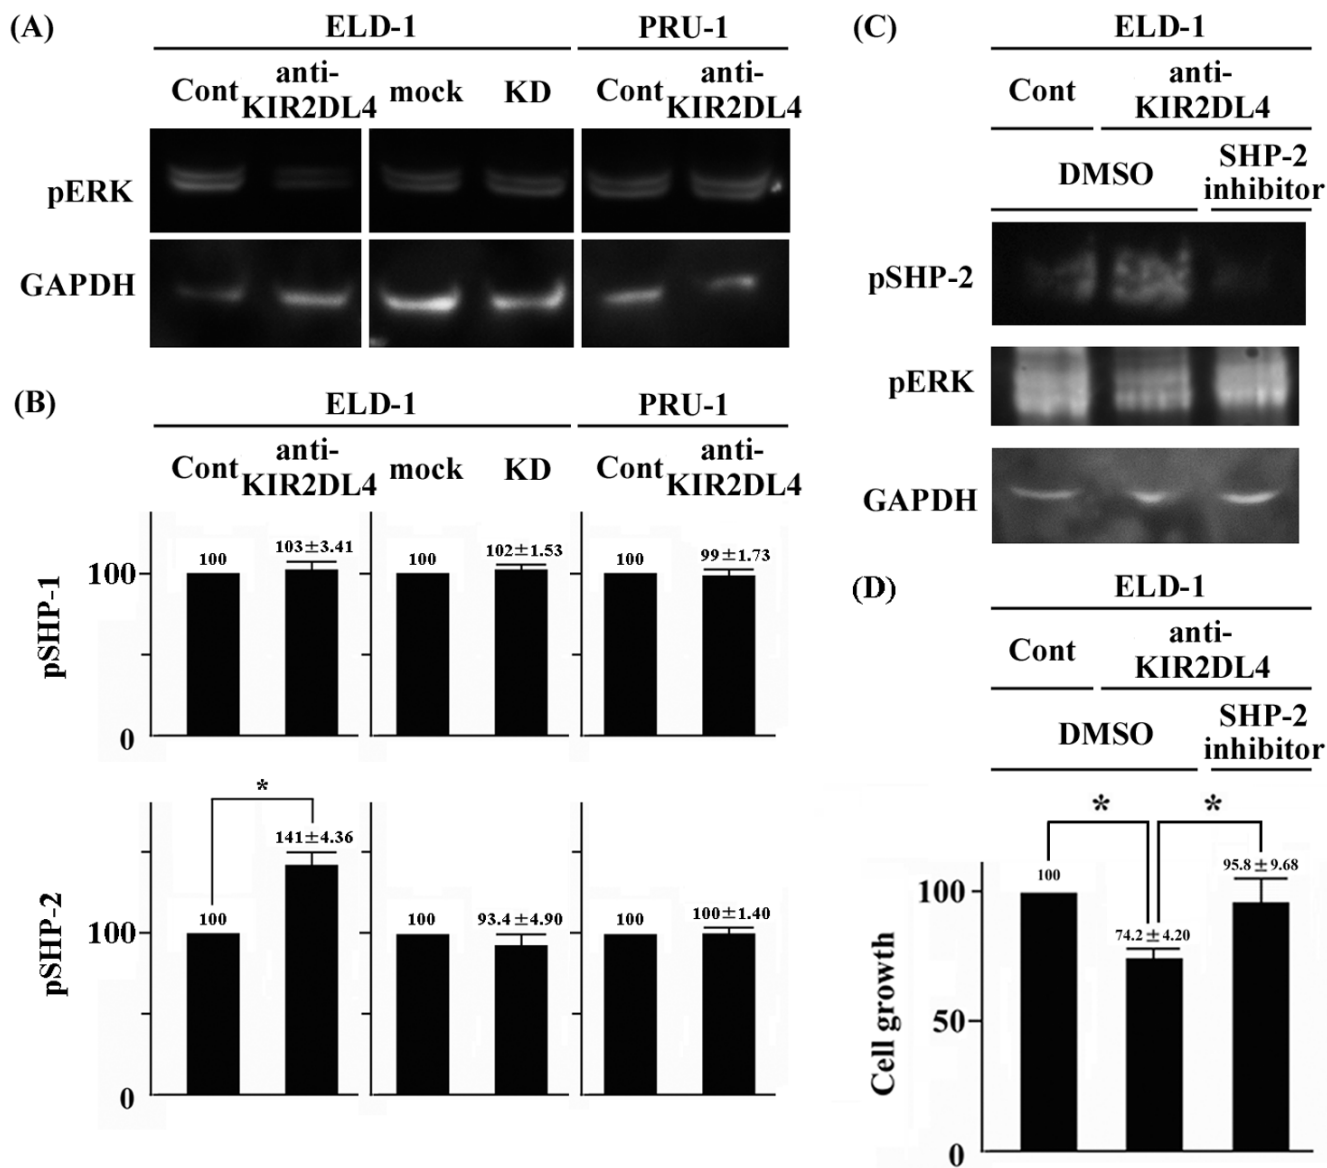 (A)
ELD-1 PRU-1
Cont anti-KIR2DL4 mock KD Cont anti-KIR2DL4
pERK
GAPDH
(B)
ELD-1 PRU-1
Cont anti-KIR2DL4 mock KD Cont anti-KIR2DL4
pSHP-1
100
0
100 103±3.41 100 102±1.53 100 99±1.73
pSHP-2
100
0
*
100 141±4.36 100 93.4±4.90 100 100±1.40
(C)
ELD-1
Cont anti-KIR2DL4
DMSO SHP-2 inhibitor
pSHP-2
pERK
GAPDH
(D)
ELD-1
Cont anti-KIR2DL4
DMSO SHP-2 inhibitor
* *
Cell growth
100
50
0
100 74.2±4.20 95.8±9.68